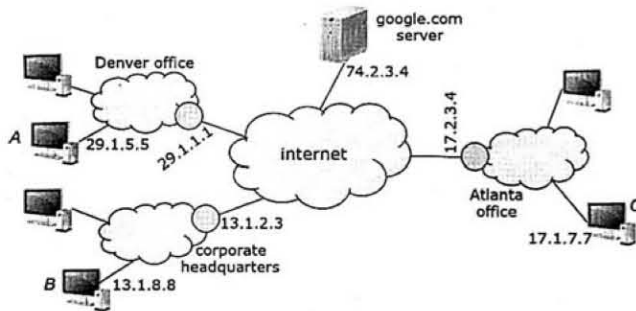 google.com
server
Denver office
74.2.3.4
A
29.1.5.5
29.1.1.1
internet
17.2.3.4
Atlanta
office
C
17.1.7.7
13.1.2.3
corporate
headquarters
B
13.1.8.8